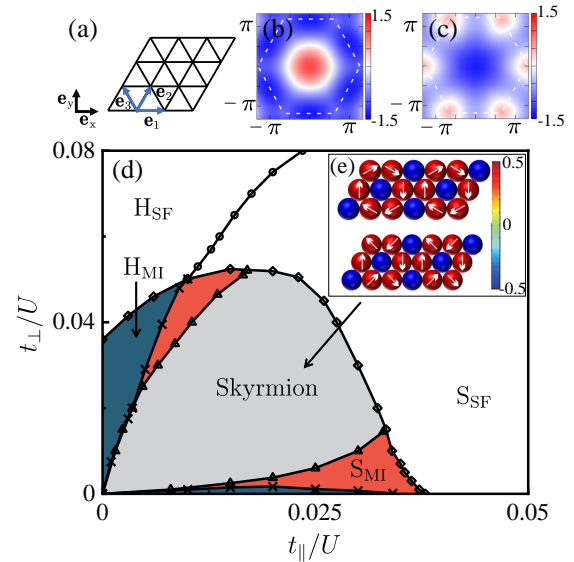 (a) (b) (c)
π 1.5 π 1.5
e_y e_x e_3 e_2 e_1
-π -π
-π π -1.5 -π π -1.5
0.08
(d) (e) 0.5
H_SF
0
H_MI
-0.5
0.04
t_⊥/U
Skyrmion
S_SF
S_MI
0
0 0.025 0.05
t_∥/U